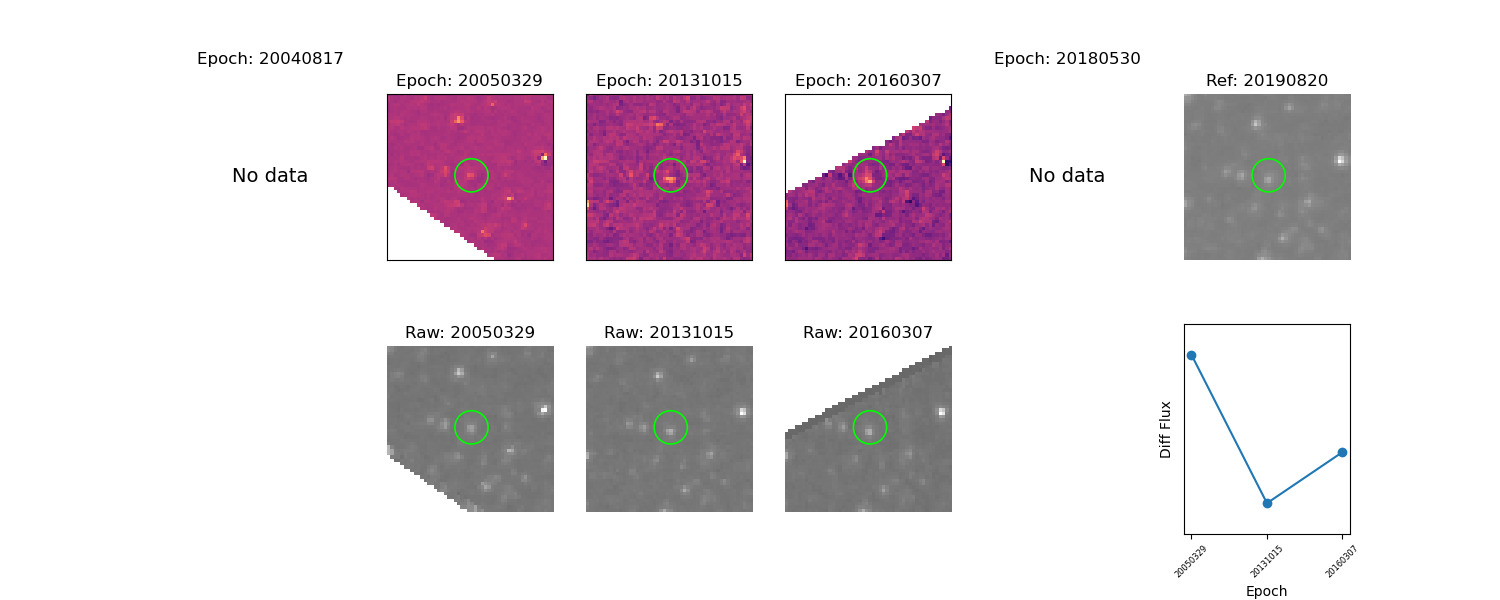 Epoch: 20040817
Epoch: 20180530
Epoch: 20050329
Epoch: 20131015
Epoch: 20160307
Ref: 20190820
No data
No data
Raw: 20050329
Raw: 20131015
Raw: 20160307
Diff Flux
20050329
20131015
20160307
Epoch